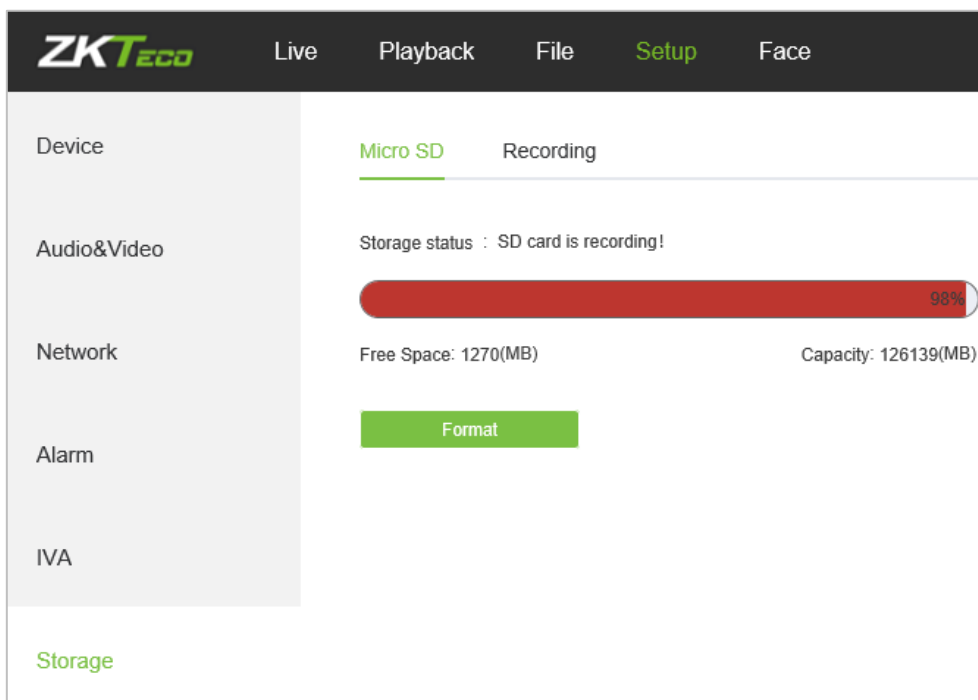 ZKTECO Live Playback File Setup Face
Device
Audio&Video
Network
Alarm
IVA
Storage
Micro SD Recording
Storage status : SD card is recording!
98%
Free Space: 1270(MB) Capacity: 126139(MB)
Format